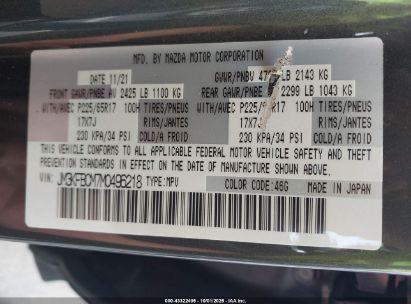 MFD. BY MAZDA MOTOR CORPORATION
DATE 11/21 GVWR/PNBV LB 2143 KG
FRONT GAWR/PNBE AV 2425 LB 1100 KG 2299 LB 1043 KG
WITH/AVEC P225/65R17 100H TIRES/PNEUS WITH/AVEC R17 100H TIRES/PNEUS
17X7J RIMS/JANTES 17X7J RIMS/JANTES
230 KPA/34 PSI COLD/A FROID 230 KPA/34 PSI COLD/A FROID
THIS VEHICLE CONFORMS TO ALL APPLICABLE FEDERAL MOTOR VEHICLE SAFETY AND THEFT
PREVENTION STANDARDS IN EFFECT ON THE DATE OF MANUFACTURE SHOWN ABOVE.
VIN: JM3KFBCM7M0496218 TYPE: MPV COLOR CODE: 46G MADE IN JAPAN